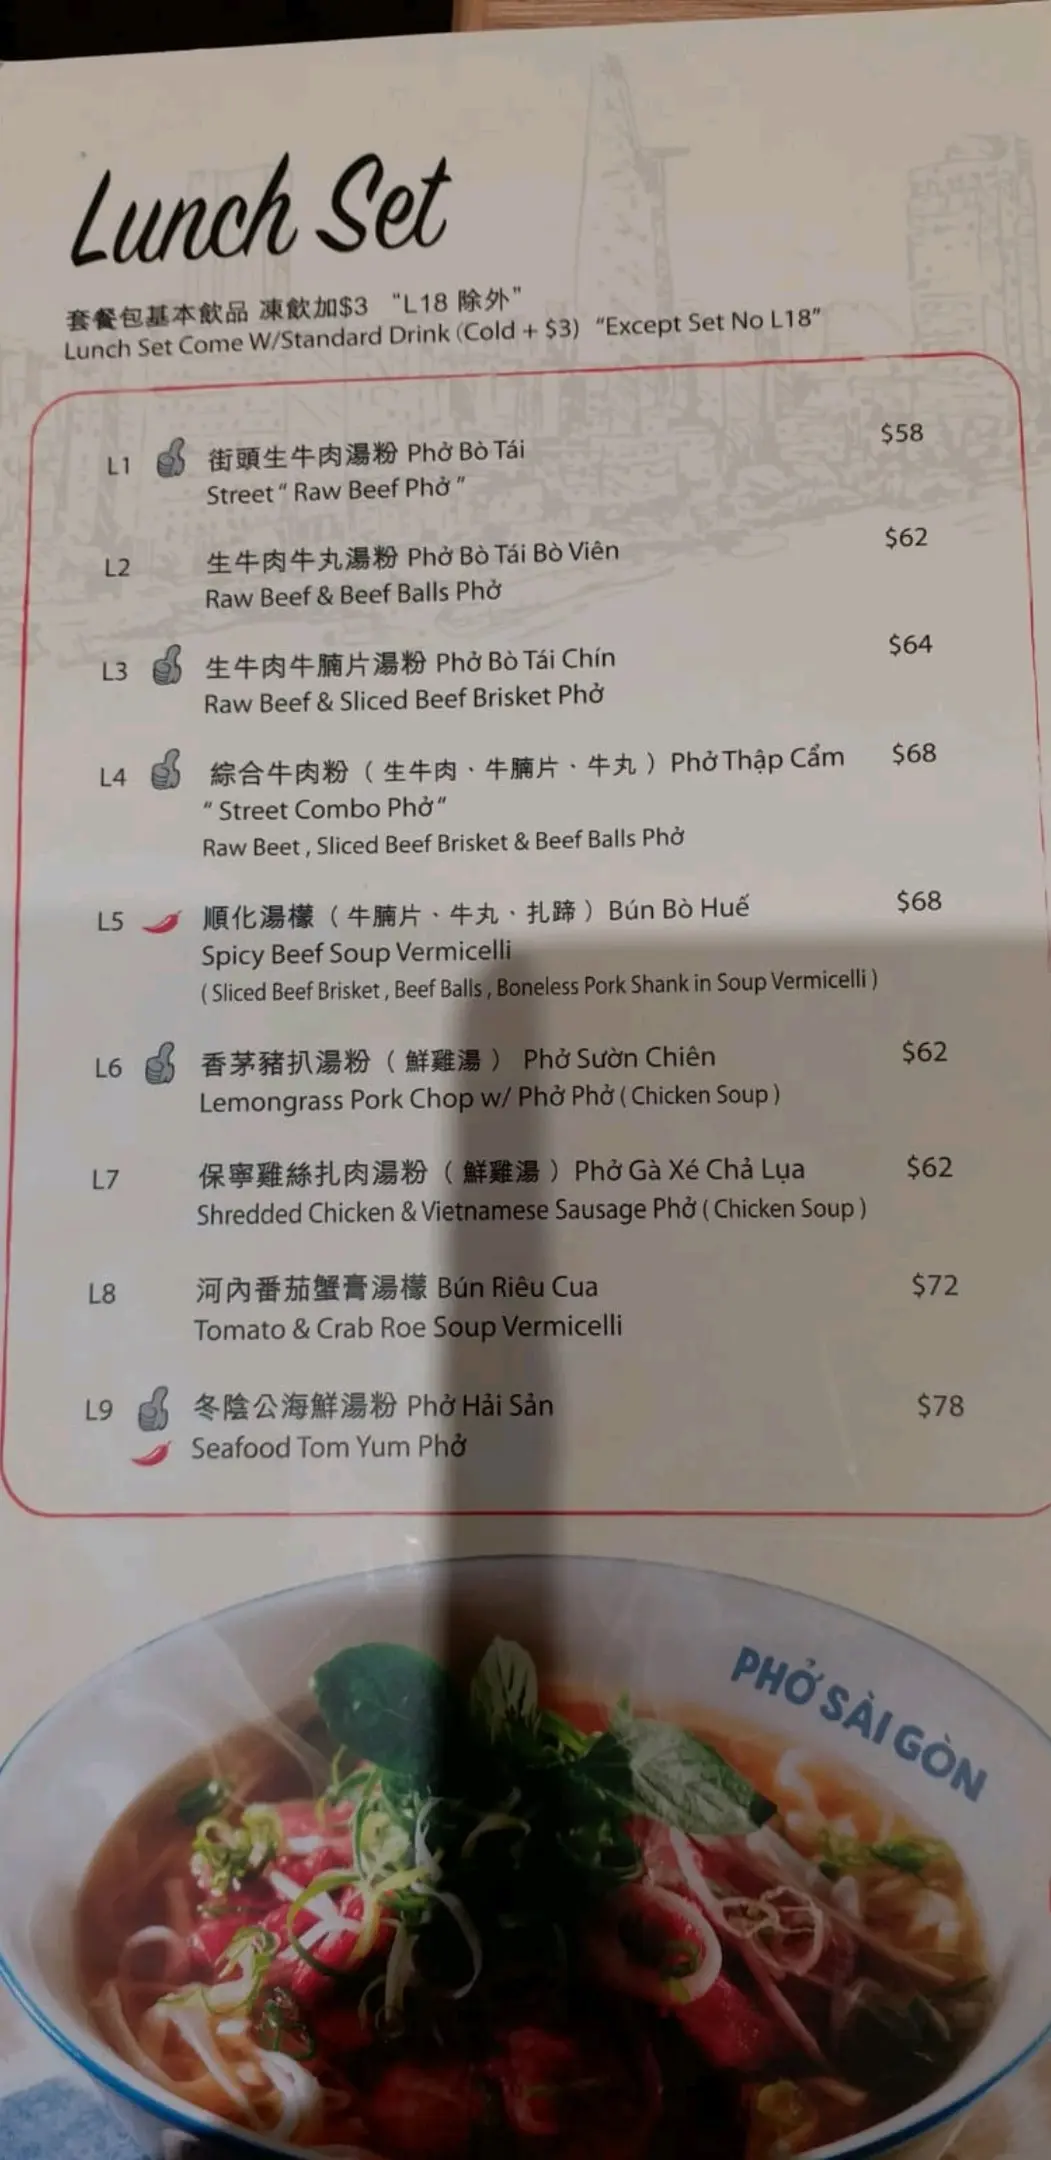 Lunch Set
套餐包基本飲品 凍飲加$3 “L18 除外”
Lunch Set Come W/Standard Drink (Cold + $3) “Except Set No L18”
L1 街頭生牛肉湯粉 Phở Bò Tái $58
Street “ Raw Beef Phở ”
L2 生牛肉牛丸湯粉 Phở Bò Tái Bò Viên $62
Raw Beef & Beef Balls Phở
L3 生牛肉牛腩片湯粉 Phở Bò Tái Chín $64
Raw Beef & Sliced Beef Brisket Phở
L4 綜合牛肉粉（ 生牛肉、牛腩片、牛丸 ）Phở Thập Cẩm $68
“ Street Combo Phở “
Raw Beet , Sliced Beef Brisket & Beef Balls Phở
L5 順化湯檬（ 牛腩片、牛丸、扎蹄 ）Bún Bò Huế $68
Spicy Beef Soup Vermicelli
( Sliced Beef Brisket , Beef Balls , Boneless Pork Shank in Soup Vermicelli )
L6 香茅豬扒湯粉（ 鮮雞湯 ） Phở Sườn Chiên $62
Lemongrass Pork Chop w/ Phở Phở ( Chicken Soup )
L7 保寧雞絲扎肉湯粉（ 鮮雞湯 ）Phở Gà Xé Chả Lụa $62
Shredded Chicken & Vietnamese Sausage Phở ( Chicken Soup )
L8 河內番茄蟹膏湯檬 Bún Riêu Cua $72
Tomato & Crab Roe Soup Vermicelli
L9 冬陰公海鮮湯粉 Phở Hải Sản $78
Seafood Tom Yum Phở
PHỞ SÀI GÒN